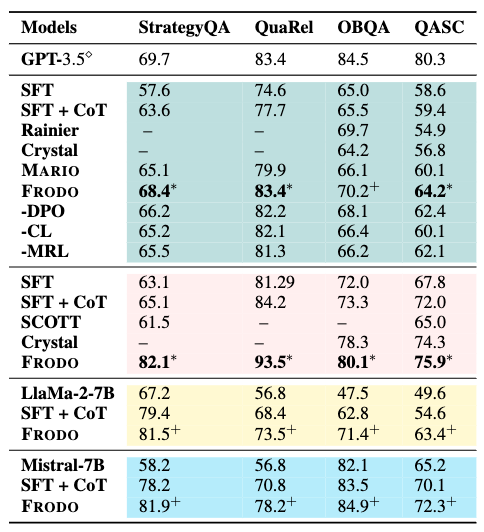 Models StrategyQA QuaRel OBQA QASC
GPT-3.5◇ 69.7 83.4 84.5 80.3
SFT 57.6 74.6 65.0 58.6
SFT + CoT 63.6 77.7 65.5 59.4
Rainier – – 69.7 54.9
Crystal – – 64.2 56.8
MARIO 65.1 79.9 66.1 60.1
FRODO 68.4* 83.4* 70.2+ 64.2*
-DPO 66.2 82.2 68.1 62.4
-CL 65.2 82.1 66.4 60.1
-MRL 65.5 81.3 66.2 62.1
SFT 63.1 81.29 72.0 67.8
SFT + CoT 65.1 84.2 73.3 72.0
SCOTT 61.5 – – 65.0
Crystal – – 78.3 74.3
FRODO 82.1* 93.5* 80.1* 75.9*
LlaMa-2-7B 67.2 56.8 47.5 49.6
SFT + CoT 79.4 68.4 62.8 54.6
FRODO 81.5+ 73.5+ 71.4+ 63.4+
Mistral-7B 58.2 56.8 82.1 65.2
SFT + CoT 78.2 70.8 83.5 70.1
FRODO 81.9+ 78.2+ 84.9+ 72.3+